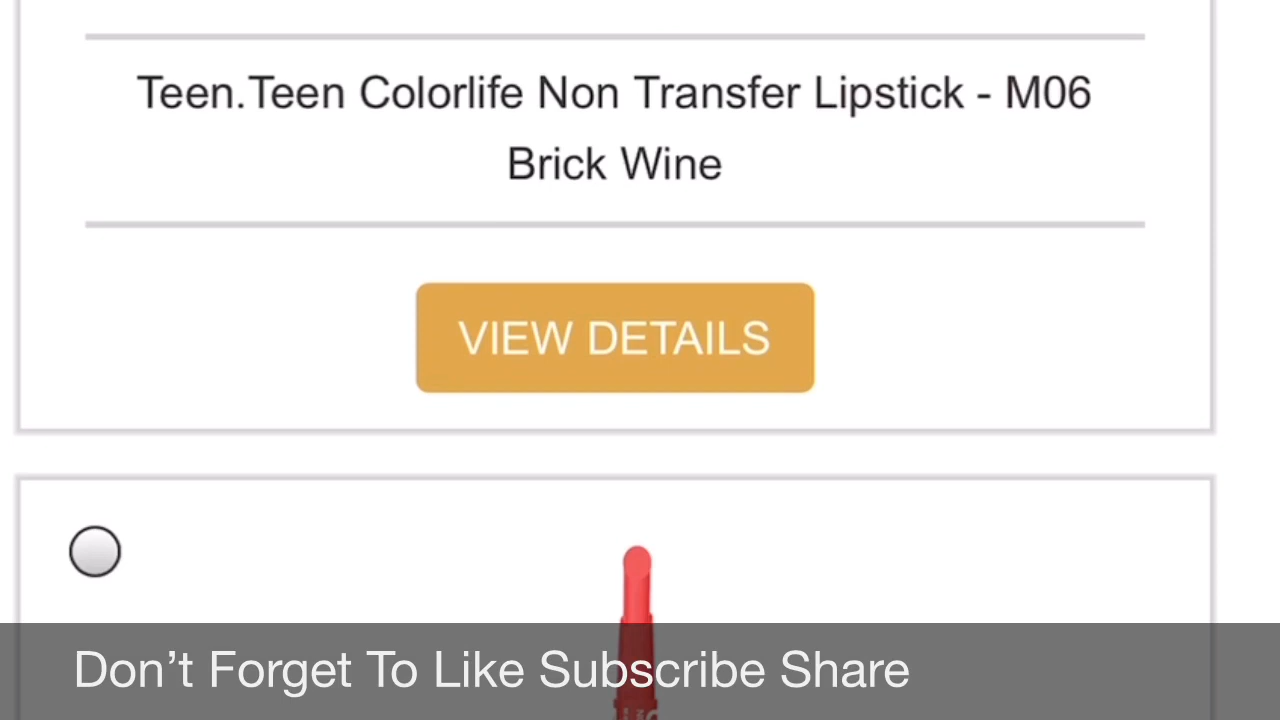 Teen.Teen Colorlife Non Transfer Lipstick - M06
Brick Wine
VIEW DETAILS
Don’t Forget To Like Subscribe Share